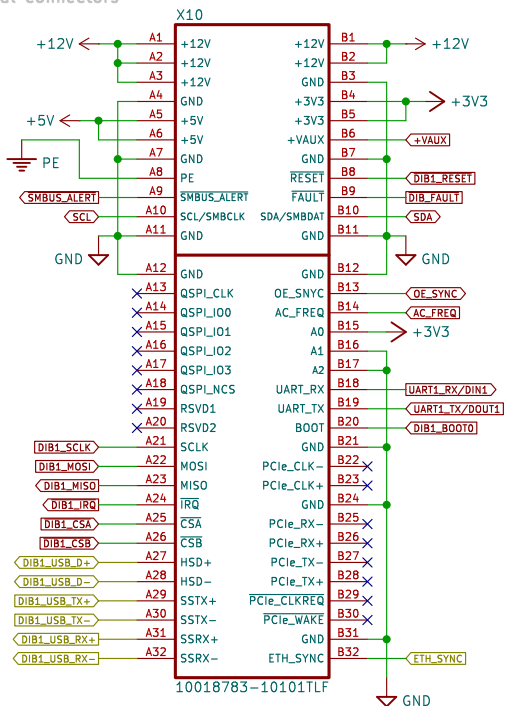 X10
+12V A1 +12V +12V B1 +12V
A2 +12V +12V B2
A3 +12V GND B3
A4 GND +3V3 B4 +3V3
+5V A5 +5V +3V3 B5
A6 +5V +VAUX B6 +VAUX
A7 GND GND B7
PE A8 PE RESET B8 DIB1_RESET
SMBUS_ALERT A9 SMBUS_ALERT FAULT B9 DIB_FAULT
SCL A10 SCL/SMBCLK SDA/SMBDAT B10 SDA
GND A11 GND GND B11 GND
A12 GND GND B12
A13 QSPI_CLK OE_SNYC B13 OE_SYNC
A14 QSPI_IO0 AC_FREQ B14 AC_FREQ
A15 QSPI_IO1 A0 B15 +3V3
A16 QSPI_IO2 A1 B16
A17 QSPI_IO3 A2 B17
A18 QSPI_NCS UART_RX B18 UART1_RX/DIN1
A19 RSVD1 UART_TX B19 UART1_TX/DOUT1
A20 RSVD2 BOOT B20 DIB1_BOOT0
DIB1_SCLK A21 SCLK GND B21
DIB1_MOSI A22 MOSI PCIe_CLK- B22
DIB1_MISO A23 MISO PCIe_CLK+ B23
DIB1_IRQ A24 IRQ GND B24
DIB1_CSA A25 CSA PCIe_RX- B25
DIB1_CSB A26 CSB PCIe_RX+ B26
DIB1_USB_D+ A27 HSD+ PCIe_TX- B27
DIB1_USB_D- A28 HSD- PCIe_TX+ B28
DIB1_USB_TX+ A29 SSTX+ PCIe_CLKREQ B29
DIB1_USB_TX- A30 SSTX- PCIe_WAKE B30
DIB1_USB_RX+ A31 SSRX+ GND B31
DIB1_USB_RX- A32 SSRX- ETH_SYNC B32 ETH_SYNC
10018783-10101TLF
GND